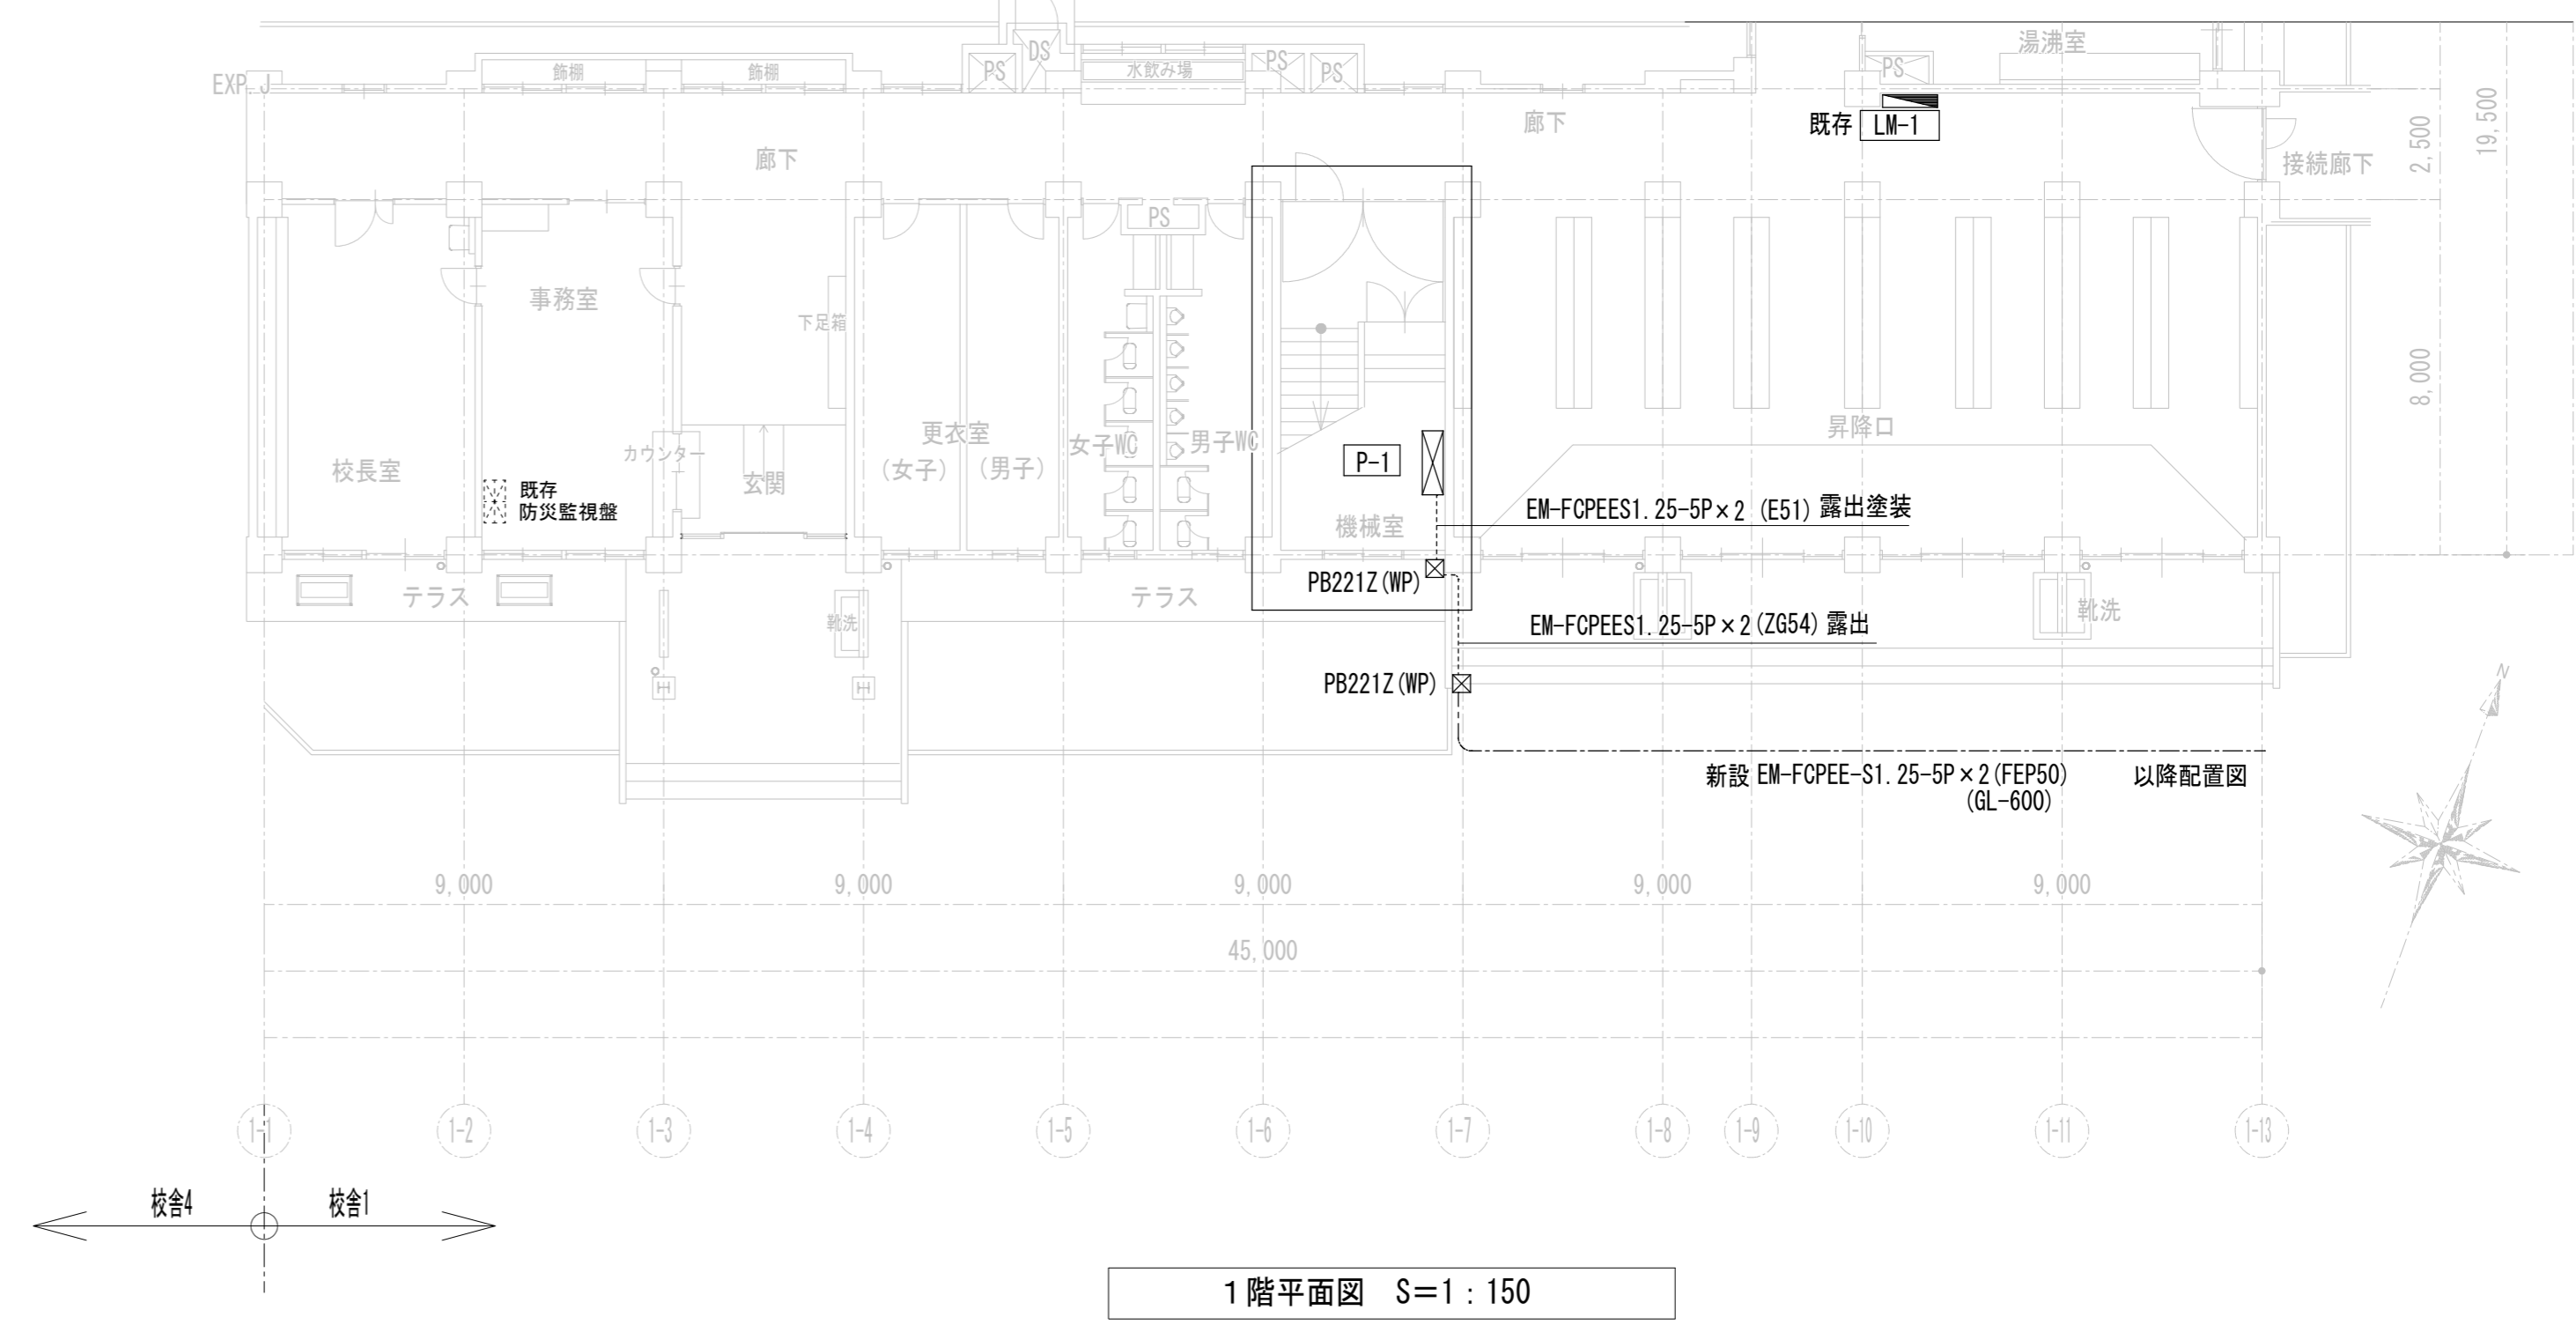 湯沸室
DS
PS
飾棚
飾棚
水飲み場
PS
PS
PS
EXP.J
既存 LM-1
廊下
廊下
接続廊下
2,500
19,500
PS
事務室
下足箱
8,000
校長室
カウンター
玄関
更衣室
(女子) (男子)
女子WC
男子WC
P-1
昇降口
既存
防災監視盤
機械室
EM-FCPEES1.25-5P×2 (E51) 露出塗装
PB221Z(WP)
テラス
テラス
靴洗
EM-FCPEES1.25-5P×2(ZG54) 露出
靴洗
PB221Z(WP)
N
新設 EM-FCPEE-S1.25-5P×2(FEP50)
(GL-600)
以降配置図
9,000
9,000
9,000
9,000
9,000
45,000
1-1
1-2
1-3
1-4
1-5
1-6
1-7
1-8
1-9
1-10
1-11
1-13
校舎4
校舎1
1階平面図 S=1：150